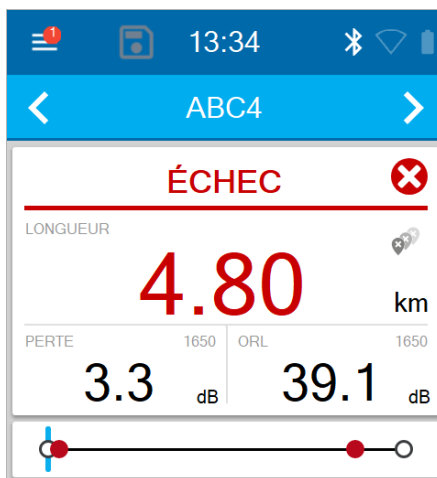 1
13:34
ABC4
ÉCHEC
LONGUEUR
4.80 km
PERTE 1650 ORL 1650
3.3 dB 39.1 dB